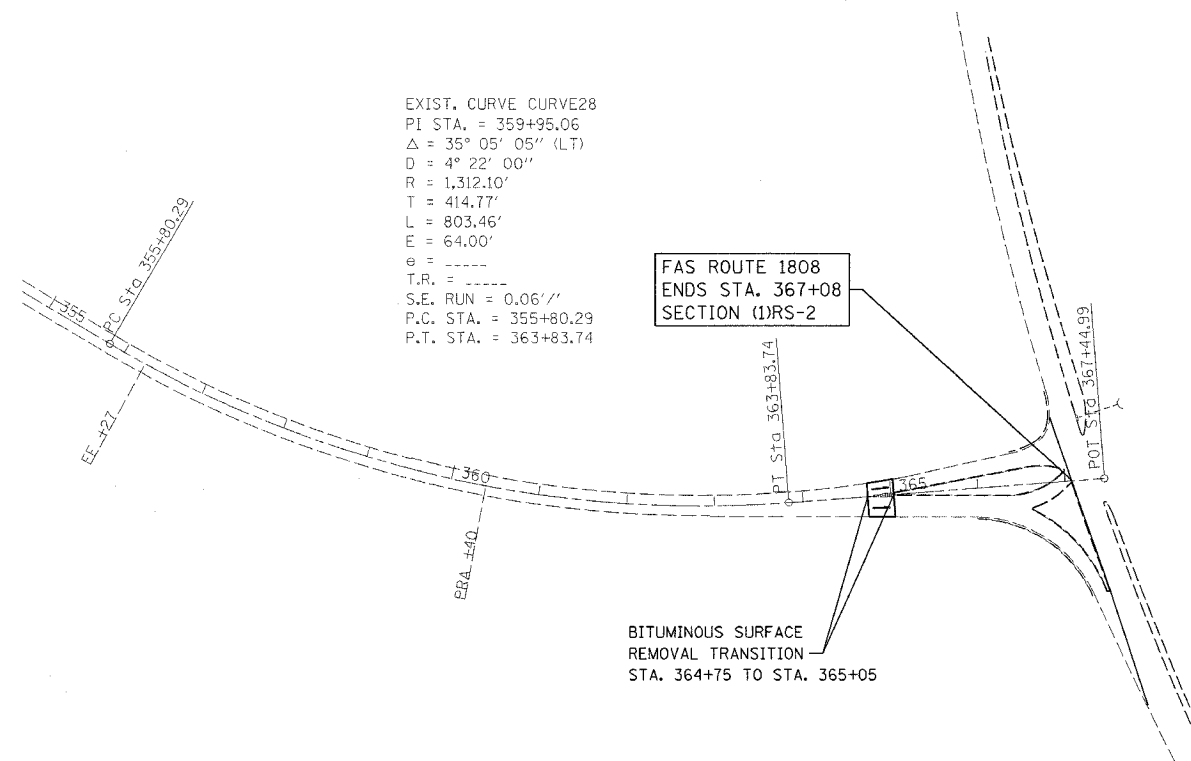 EXIST. CURVE CURVE28
PI STA. = 359+95.06
Δ = 35° 05' 05" (LT)
D = 4° 22' 00"
R = 1,312.10'
T = 414.77'
L = 803.46'
E = 64.00'
e = -----
T.R. = -----
S.E. RUN = 0.06'/'
P.C. STA. = 355+80.29
P.T. STA. = 363+83.74
FAS ROUTE 1808
ENDS STA. 367+08
SECTION (1)RS-2
355
PC Sta 355+80.29
EE +27
360
PRA +40
PT Sta 363+83.74
365
POT Sta 367+44.99
BITUMINOUS SURFACE
REMOVAL TRANSITION
STA. 364+75 TO STA. 365+05